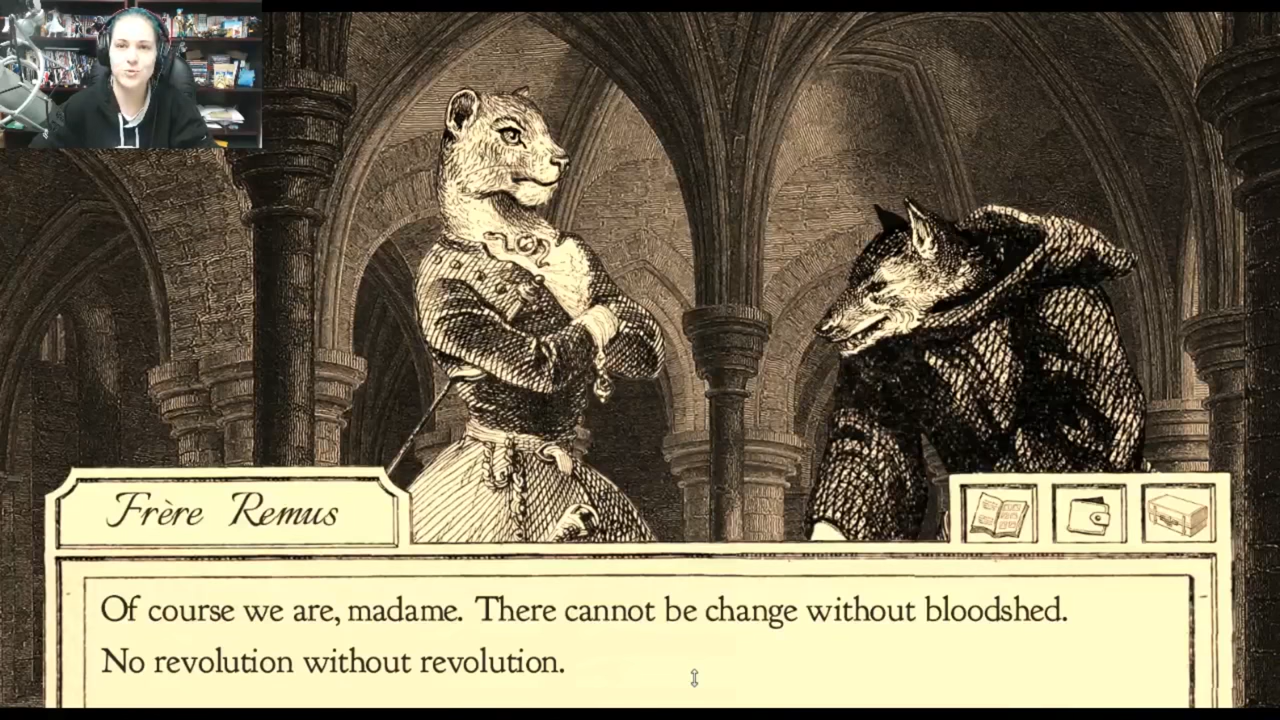 Frère Remus
Of course we are, madame. There cannot be change without bloodshed.
No revolution without revolution.